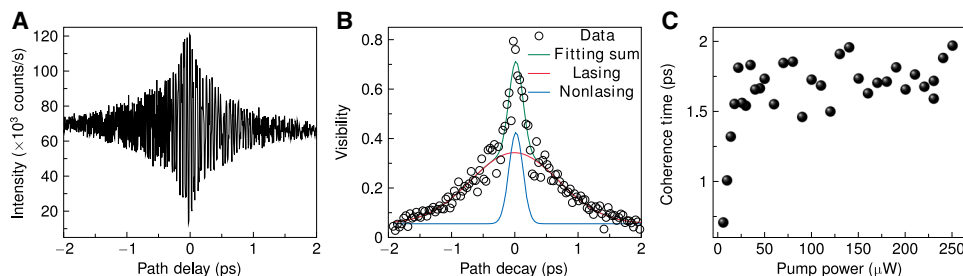 A
B
C
Intensity (×10³ counts/s)
120
100
80
60
40
20
−2
−1
0
1
2
Path delay (ps)
Visibility
0.8
0.6
0.4
0.2
0.0
Data
Fitting sum
Lasing
Nonlasing
−2
−1
0
1
2
Path decay (ps)
Coherence time (ps)
2
1.5
1
0
50
100
150
200
250
Pump power (μW)